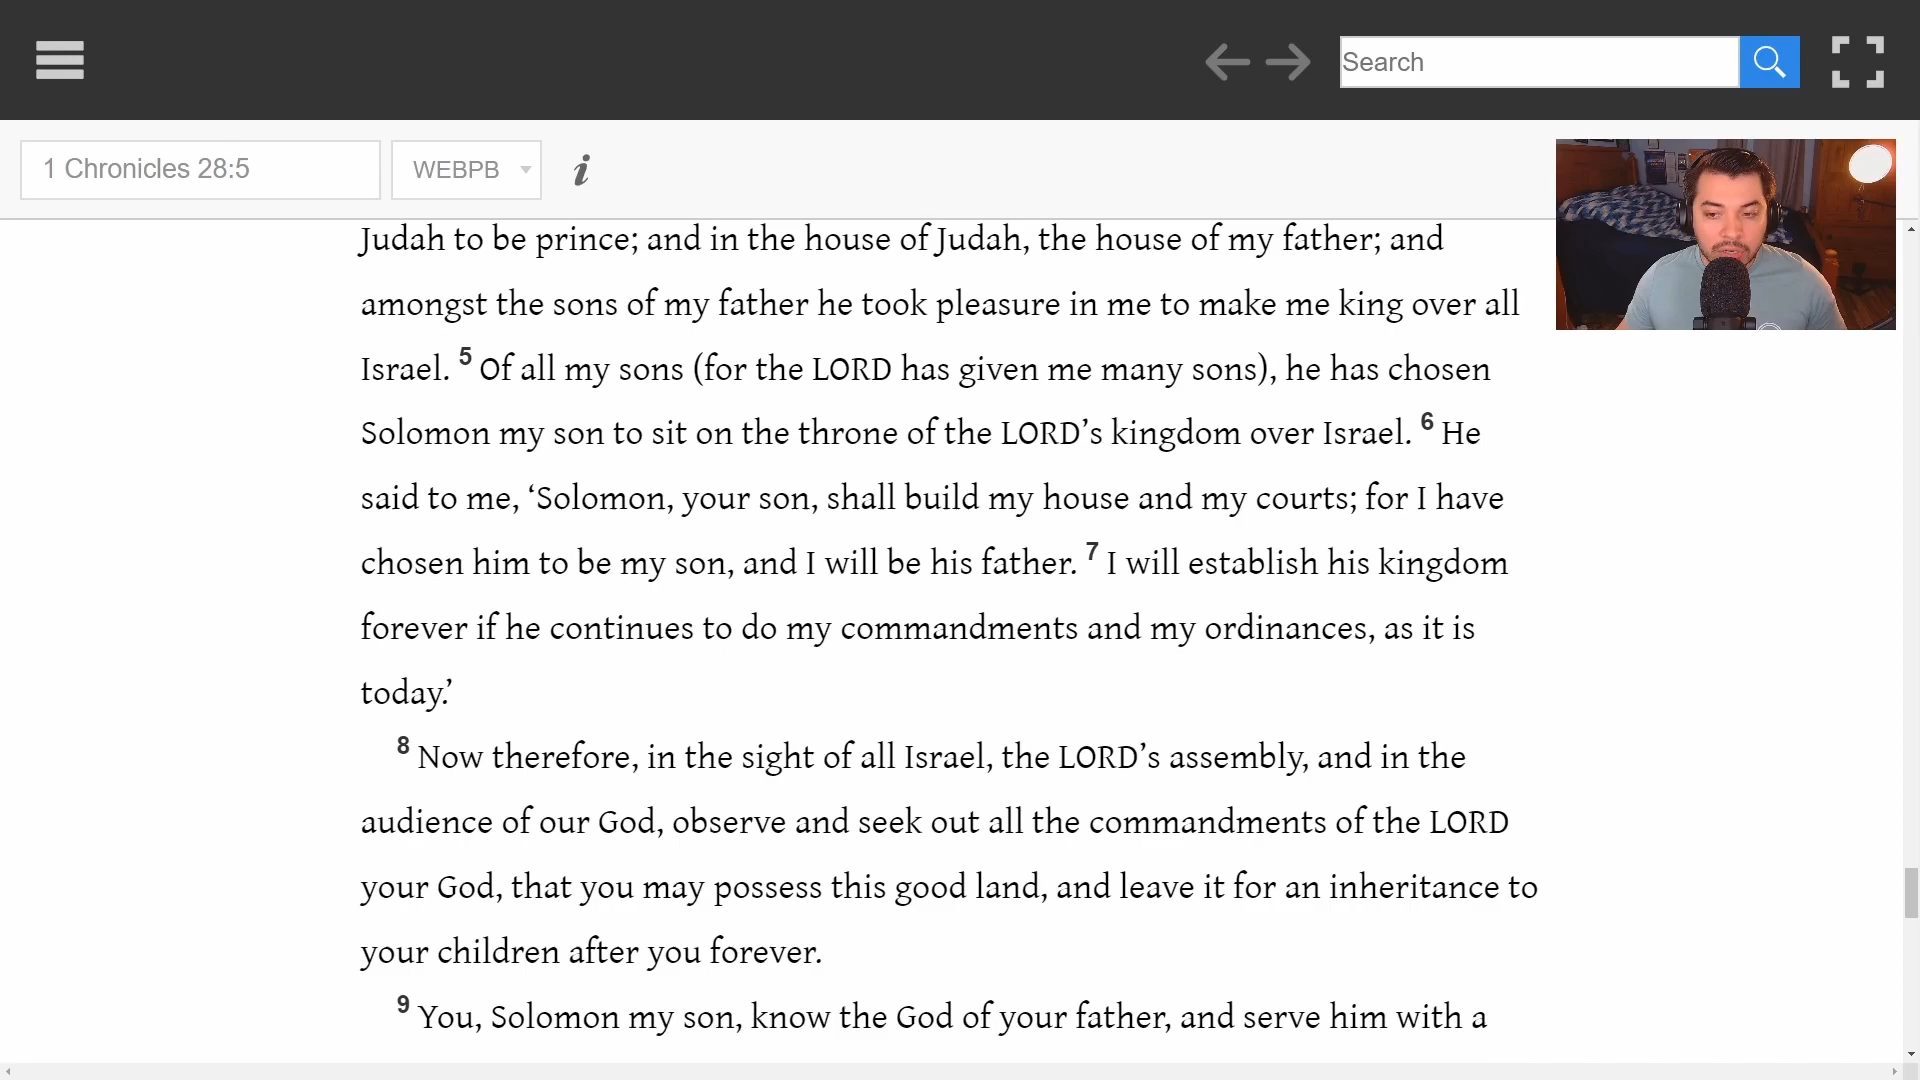 Search
1 Chronicles 28:5
WEBPB
i
Judah to be prince; and in the house of Judah, the house of my father; and
amongst the sons of my father he took pleasure in me to make me king over all
Israel. 5 Of all my sons (for the LORD has given me many sons), he has chosen
Solomon my son to sit on the throne of the LORD’s kingdom over Israel. 6 He
said to me, ‘Solomon, your son, shall build my house and my courts; for I have
chosen him to be my son, and I will be his father. 7 I will establish his kingdom
forever if he continues to do my commandments and my ordinances, as it is
today.’
8 Now therefore, in the sight of all Israel, the LORD’s assembly, and in the
audience of our God, observe and seek out all the commandments of the LORD
your God, that you may possess this good land, and leave it for an inheritance to
your children after you forever.
9 You, Solomon my son, know the God of your father, and serve him with a